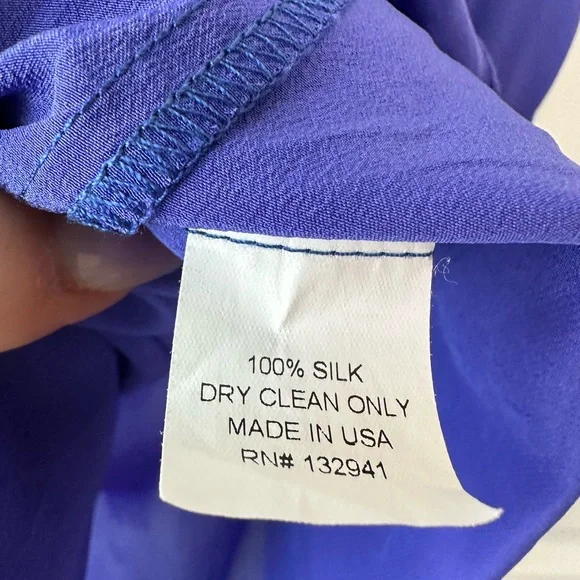 100% SILK
DRY CLEAN ONLY
MADE IN USA
RN# 132941